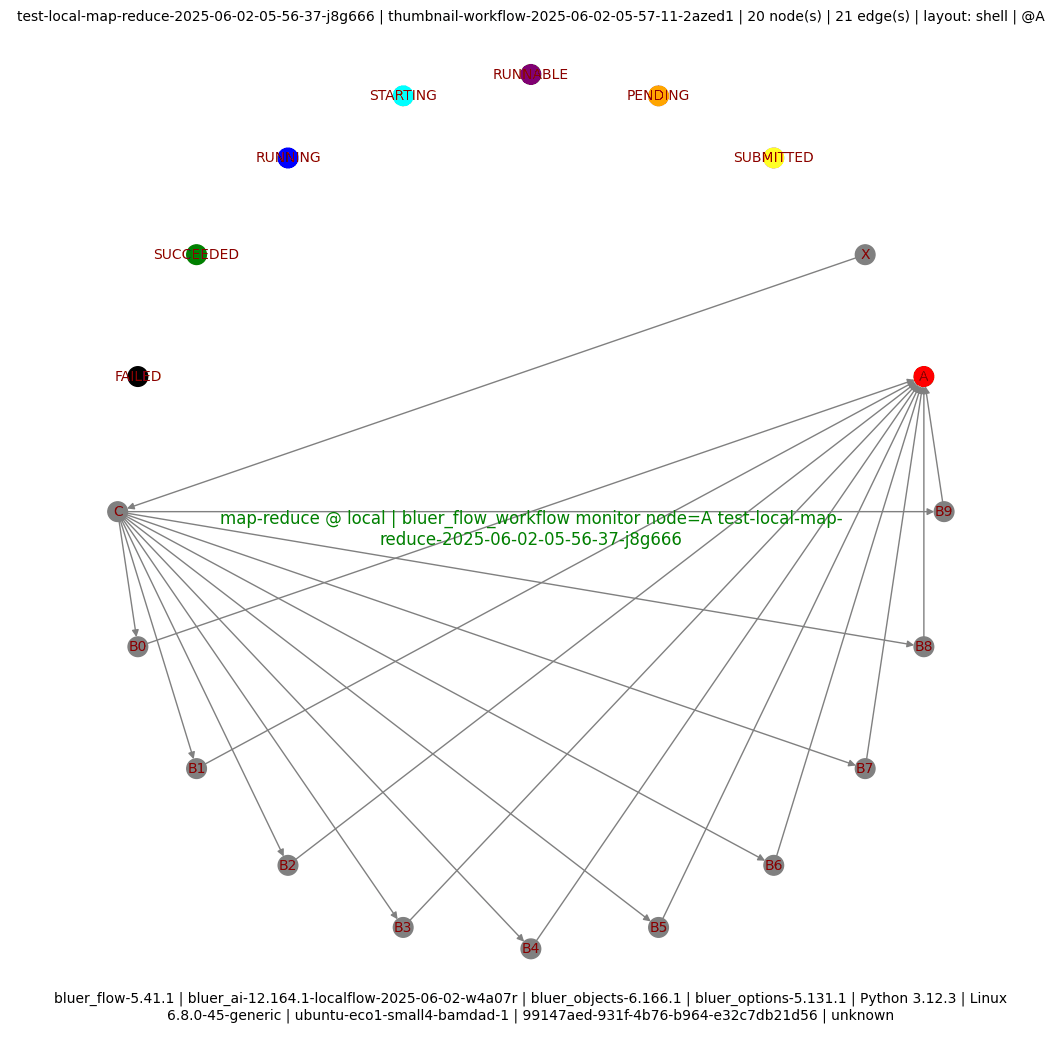 test-local-map-reduce-2025-06-02-05-56-37-j8g666 | thumbnail-workflow-2025-06-02-05-57-11-2azed1 | 20 node(s) | 21 edge(s) | layout: shell | @A
RUNNABLE
STARTING
PENDING
RUNNING
SUBMITTED
SUCCEEDED
X
FAILED
A
C
B9
map-reduce @ local | bluer_flow_workflow monitor node=A test-local-map-
reduce-2025-06-02-05-56-37-j8g666
B0
B8
B1
B7
B2
B6
B3
B5
B4
bluer_flow-5.41.1 | bluer_ai-12.164.1-localflow-2025-06-02-w4a07r | bluer_objects-6.166.1 | bluer_options-5.131.1 | Python 3.12.3 | Linux
6.8.0-45-generic | ubuntu-eco1-small4-bamdad-1 | 99147aed-931f-4b76-b964-e32c7db21d56 | unknown